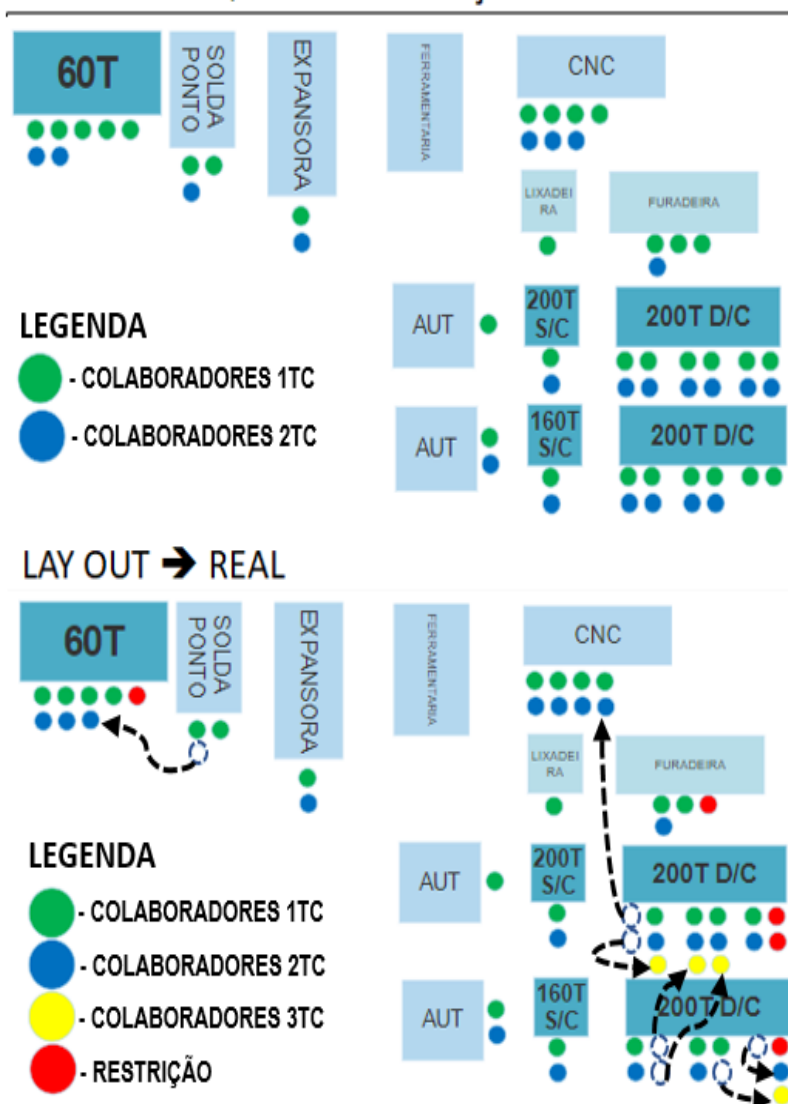 60T
SOLDA
PONTO
EXPANSORA
FERRAMENTARIA
CNC
LIXADEI
RA
FURADEIRA
AUT
200T
S/C
200T D/C
LEGENDA
- COLABORADORES 1TC
- COLABORADORES 2TC
AUT
160T
S/C
200T D/C
LAY OUT ➔ REAL
60T
SOLDA
PONTO
EXPANSORA
FERRAMENTARIA
CNC
LIXADEI
RA
FURADEIRA
LEGENDA
AUT
200T
S/C
200T D/C
- COLABORADORES 1TC
- COLABORADORES 2TC
- COLABORADORES 3TC
- RESTRIÇÃO
AUT
160T
S/C
200T D/C